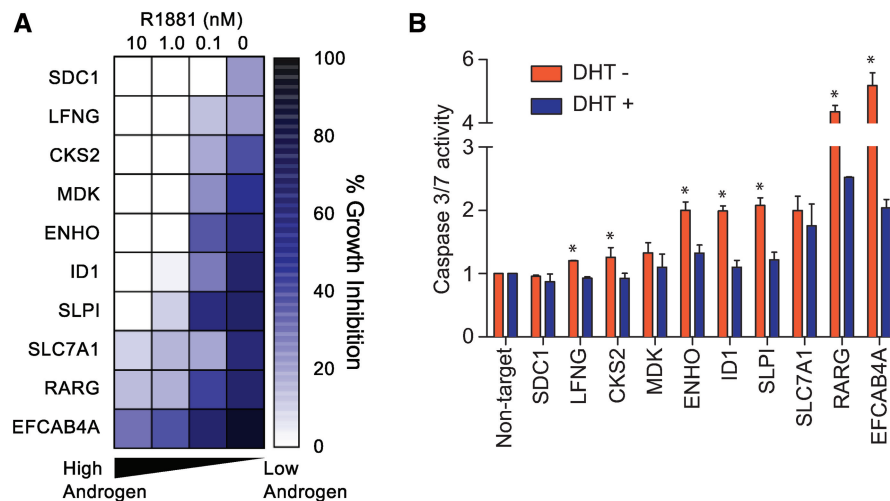 A
R1881 (nM)
10 1.0 0.1 0
SDC1
LFNG
CKS2
MDK
ENHO
ID1
SLPI
SLC7A1
RARG
EFCAB4A
High Androgen
Low Androgen
100
80
60
40
20
0
% Growth Inhibition
B
DHT -
DHT +
Caspase 3/7 activity
6
4
3
2
1
0
* * * * * * *
Non-target
SDC1
LFNG
CKS2
MDK
ENHO
ID1
SLPI
SLC7A1
RARG
EFCAB4A